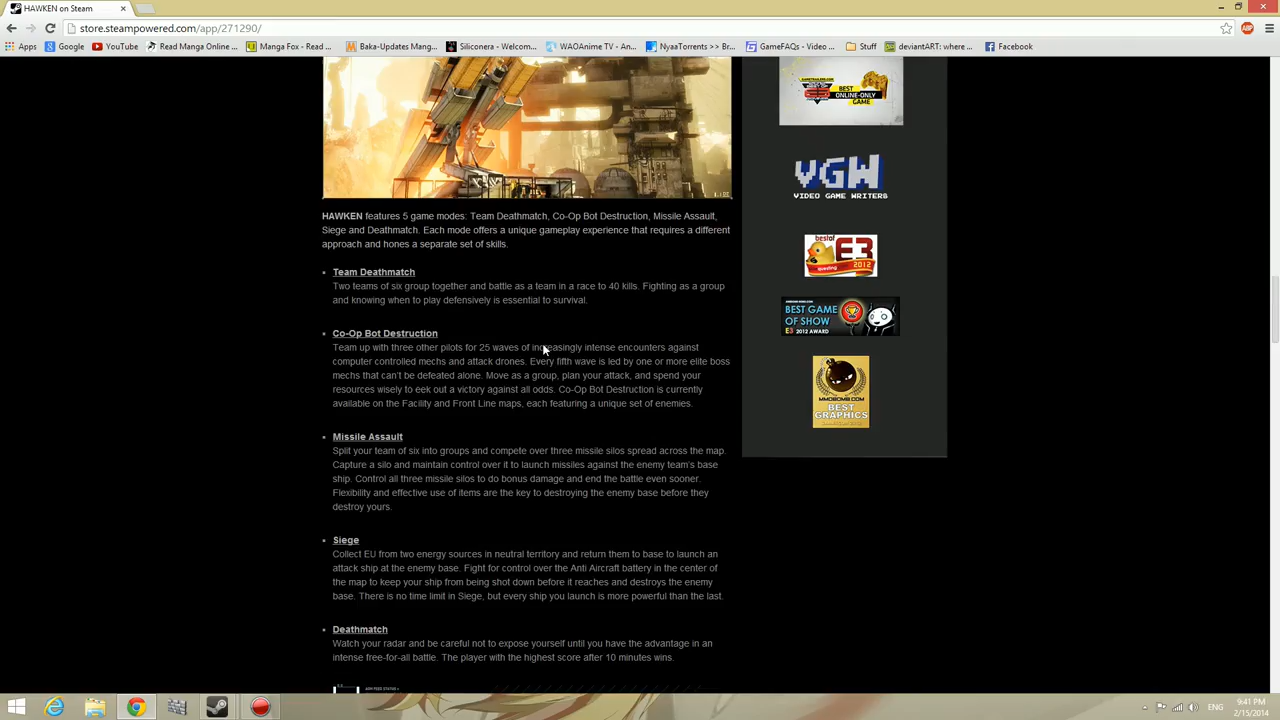 HAWKEN on Steam
store.steampowered.com/app/271290/
Apps Google YouTube Read Manga Online ... Manga Fox - Read ... Baka-Updates Mang... Siliconera - Welcom... WAOAnime TV - An... NyaaTorrents >> Br... GameFAQs - Video ... Stuff deviantART: where ... Facebook
BEST
ONLINE-ONLY
GAME
VGW
VIDEO GAME WRITERS
best of
E3
2012
BEST GAME
OF SHOW
E3 2012 AWARD
MMOBOMB.COM
BEST
GRAPHICS
HAWKEN features 5 game modes: Team Deathmatch, Co-Op Bot Destruction, Missile Assault,
Siege and Deathmatch. Each mode offers a unique gameplay experience that requires a different
approach and hones a separate set of skills.
Team Deathmatch
Two teams of six group together and battle as a team in a race to 40 kills. Fighting as a group
and knowing when to play defensively is essential to survival.
Co-Op Bot Destruction
Team up with three other pilots for 25 waves of increasingly intense encounters against
computer controlled mechs and attack drones. Every fifth wave is led by one or more elite boss
mechs that can't be defeated alone. Move as a group, plan your attack, and spend your
resources wisely to eek out a victory against all odds. Co-Op Bot Destruction is currently
available on the Facility and Front Line maps, each featuring a unique set of enemies.
Missile Assault
Split your team of six into groups and compete over three missile silos spread across the map.
Capture a silo and maintain control over it to launch missiles against the enemy team's base
ship. Control all three missile silos to do bonus damage and end the battle even sooner.
Flexibility and effective use of items are the key to destroying the enemy base before they
destroy yours.
Siege
Collect EU from two energy sources in neutral territory and return them to base to launch an
attack ship at the enemy base. Fight for control over the Anti Aircraft battery in the center of
the map to keep your ship from being shot down before it reaches and destroys the enemy
base. There is no time limit in Siege, but every ship you launch is more powerful than the last.
Deathmatch
Watch your radar and be careful not to expose yourself until you have the advantage in an
intense free-for-all battle. The player with the highest score after 10 minutes wins.
ENG
9:41 PM
2/15/2014